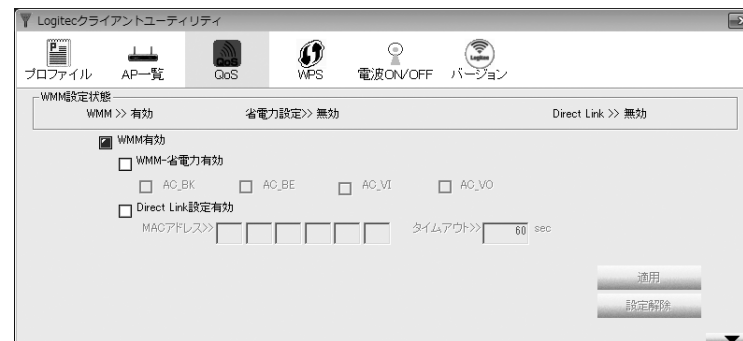 Logitecクライアントユーティリティ
プロファイル AP一覧 QoS WPS 電波ON/OFF バージョン
WMM設定状態
WMM >> 有効 省電力設定>> 無効 Direct Link >> 無効
WMM有効
WMM-省電力有効
AC_BK AC_BE AC_VI AC_VO
Direct Link設定有効
MACアドレス>> タイムアウト>> 60 sec
適用
設定解除